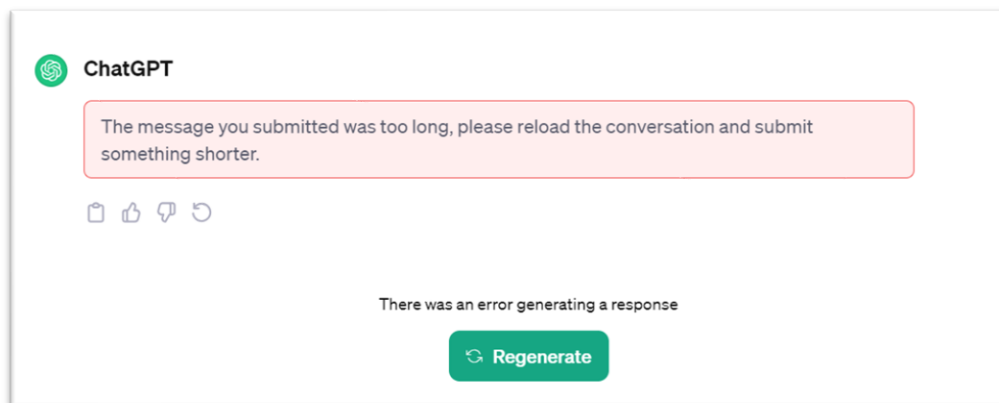 ChatGPT
The message you submitted was too long, please reload the conversation and submit
something shorter.
There was an error generating a response
Regenerate